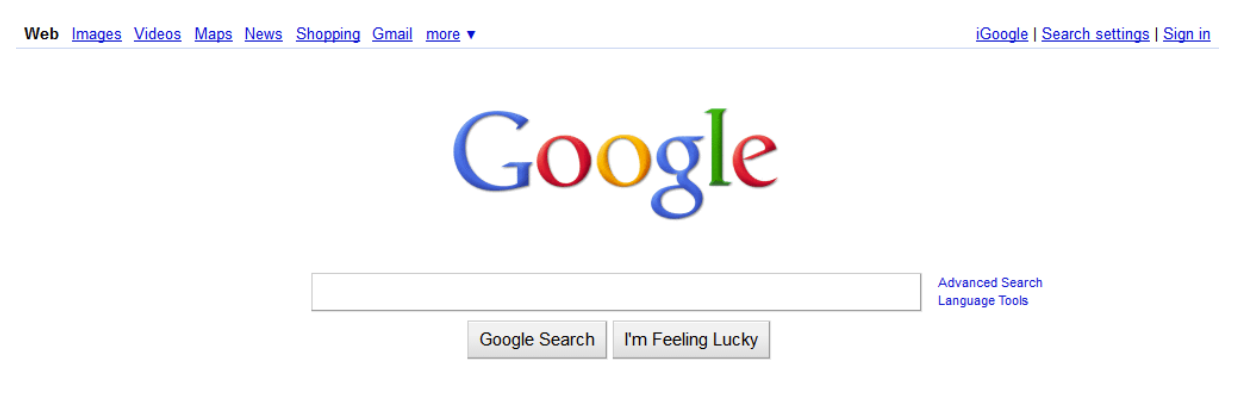 Web Images Videos Maps News Shopping Gmail more ▼ iGoogle | Search settings | Sign in
Google
Advanced Search
Language Tools
Google Search I'm Feeling Lucky